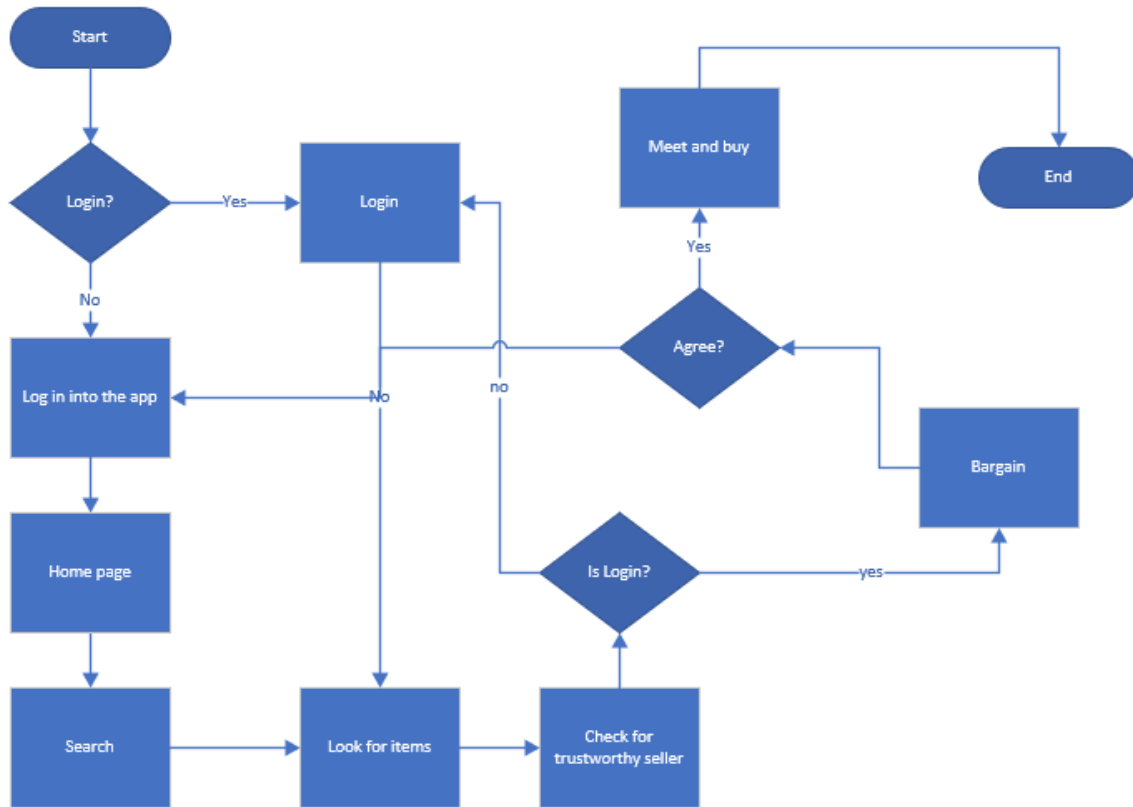 Start
Meet and buy
End
Login?
Yes
Login
Yes
No
Agree?
no
No
Log in into the app
Bargain
Home page
Is Login?
yes
Search
Look for items
Check for
trustworthy seller